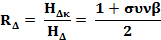 R_Δ = H_Δκ / H_Δ = (1 + συνβ) / 2